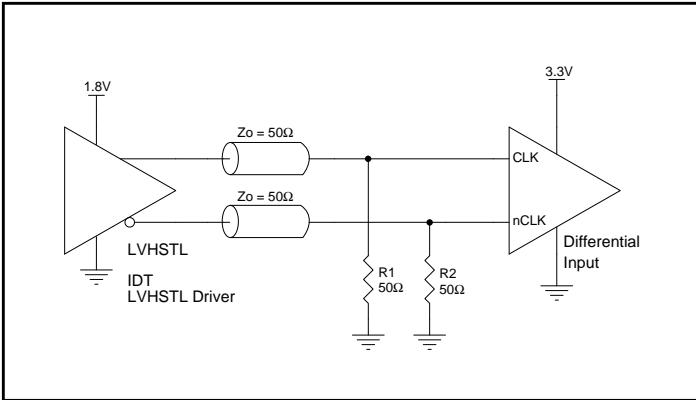 1.8V
3.3V
Zo = 50Ω
CLK
Zo = 50Ω
nCLK
LVHSTL
IDT
LVHSTL Driver
R1
50Ω
R2
50Ω
Differential
Input